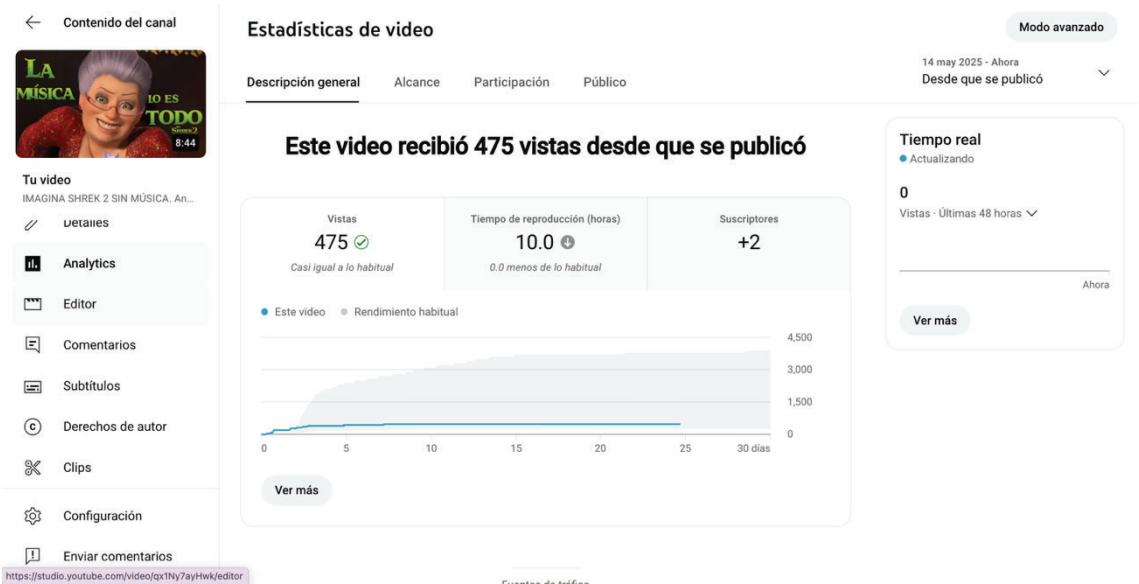 Contenido del canal
LA
MÚSICA
LO ES
TODO
Shrek 2
8:44
Tu video
IMAGINA SHREK 2 SIN MÚSICA. An...
Detalles
Analytics
Editor
Comentarios
Subtítulos
Derechos de autor
Clips
Configuración
Enviar comentarios
https://studio.youtube.com/video/qx1Ny7ayHwk/editor
Estadísticas de video
Modo avanzado
Descripción general Alcance Participación Público
14 may 2025 - Ahora
Desde que se publicó
Este video recibió 475 vistas desde que se publicó
Vistas
475
Casi igual a lo habitual
Tiempo de reproducción (horas)
10.0
0.0 menos de lo habitual
Suscriptores
+2
Este video Rendimiento habitual
4,500
3,000
1,500
0
0 5 10 15 20 25 30 días
Ver más
Fuentes de tráfico
Tiempo real
Actualizando
0
Vistas · Últimas 48 horas
Ahora
Ver más